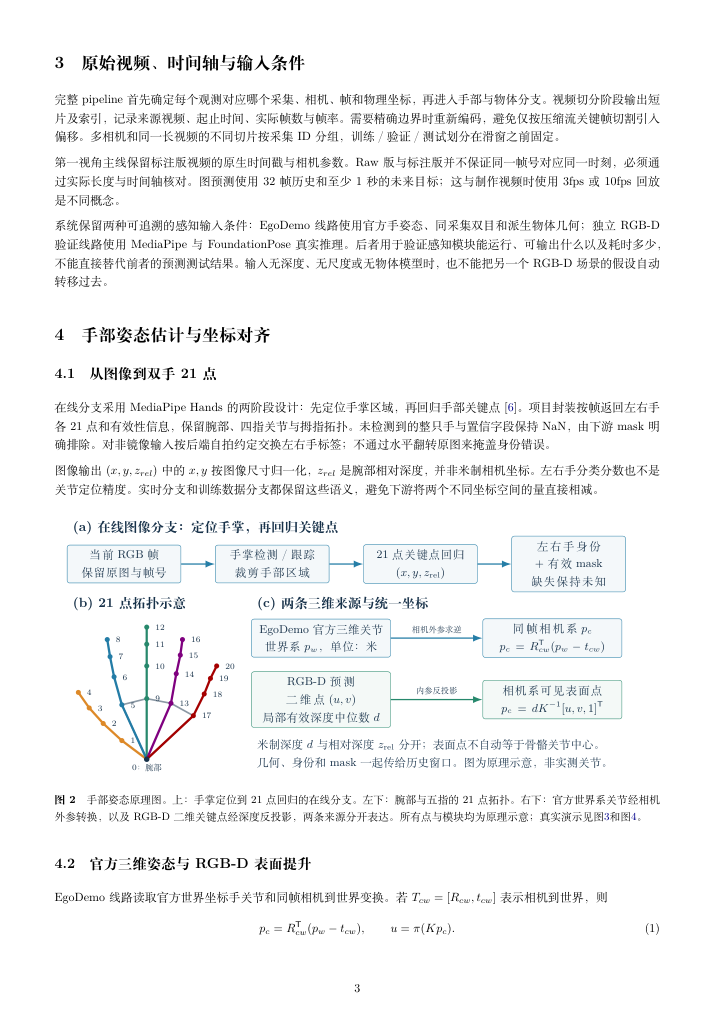 3 原始视频、时间轴与输入条件
完整 pipeline 首先确定每个观测对应哪个采集、相机、帧和物理坐标，再进入手部与物体分支。视频切分阶段输出短
片及索引，记录来源视频、起止时间、实际帧数与帧率。需要精确边界时重新编码，避免仅按压缩流关键帧切割引入
偏移。多相机和同一长视频的不同切片按采集 ID 分组，训练 / 验证 / 测试划分在滑窗之前固定。
第一视角主线保留标注版视频的原生时间戳与相机参数。Raw 版与标注版并不保证同一帧号对应同一时刻，必须通
过实际长度与时间轴核对。图预测使用 32 帧历史和至少 1 秒的未来目标；这与制作视频时使用 3fps 或 10fps 回放
是不同概念。
系统保留两种可追溯的感知输入条件：EgoDemo 线路使用官方手姿态、同采集双目和派生物体几何；独立 RGB-D
验证线路使用 MediaPipe 与 FoundationPose 真实推理。后者用于验证感知模块能运行、可输出什么以及耗时多少，
不能直接替代前者的预测测试结果。输入无深度、无尺度或无物体模型时，也不能把另一个 RGB-D 场景的假设自动
转移过去。
4 手部姿态估计与坐标对齐
4.1 从图像到双手 21 点
在线分支采用 MediaPipe Hands 的两阶段设计：先定位手掌区域，再回归手部关键点 [6]。项目封装按帧返回左右手
各 21 点和有效性信息，保留腕部、四指关节与拇指拓扑。未检测到的整只手与置信字段保持 NaN，由下游 mask 明
确排除。对非镜像输入按后端自拍约定交换左右手标签；不通过水平翻转原图来掩盖身份错误。
图像输出 (x, y, z_rel) 中的 x, y 按图像尺寸归一化，z_rel 是腕部相对深度，并非米制相机坐标。左右手分类分数也不是
关节定位精度。实时分支和训练数据分支都保留这些语义，避免下游将两个不同坐标空间的量直接相减。
(a) 在线图像分支：定位手掌，再回归关键点
当前 RGB 帧
保留原图与帧号
手掌检测 / 跟踪
裁剪手部区域
21 点关键点回归
(x, y, z_rel)
左右手身份
+ 有效 mask
缺失保持未知
(b) 21 点拓扑示意
12
8
16
11
7
15
10
20
6
14
19
4
18
9
3
5
13
17
2
1
0：腕部
(c) 两条三维来源与统一坐标
EgoDemo 官方三维关节
世界系 p_w，单位：米
相机外参求逆
同帧相机系 p_c
p_c = R_cw^T(p_w − t_cw)
RGB-D 预测
二维点 (u, v)
局部有效深度中位数 d
内参反投影
相机系可见表面点
p_c = dK^−1[u, v, 1]^T
米制深度 d 与相对深度 z_rel 分开；表面点不自动等于骨骼关节中心。
几何、身份和 mask 一起传给历史窗口。图为原理示意，非实测关节。
图 2 手部姿态原理图。上：手掌定位到 21 点回归的在线分支。左下：腕部与五指的 21 点拓扑。右下：官方世界系关节经相机
外参转换，以及 RGB-D 二维关键点经深度反投影，两条来源分开表达。所有点与模块均为原理示意；真实演示见图3和图4。
4.2 官方三维姿态与 RGB-D 表面提升
EgoDemo 线路读取官方世界坐标手关节和同帧相机到世界变换。若 T_cw = [R_cw, t_cw] 表示相机到世界，则
p_c = R_cw^T(p_w − t_cw), u = π(Kp_c). (1)
3